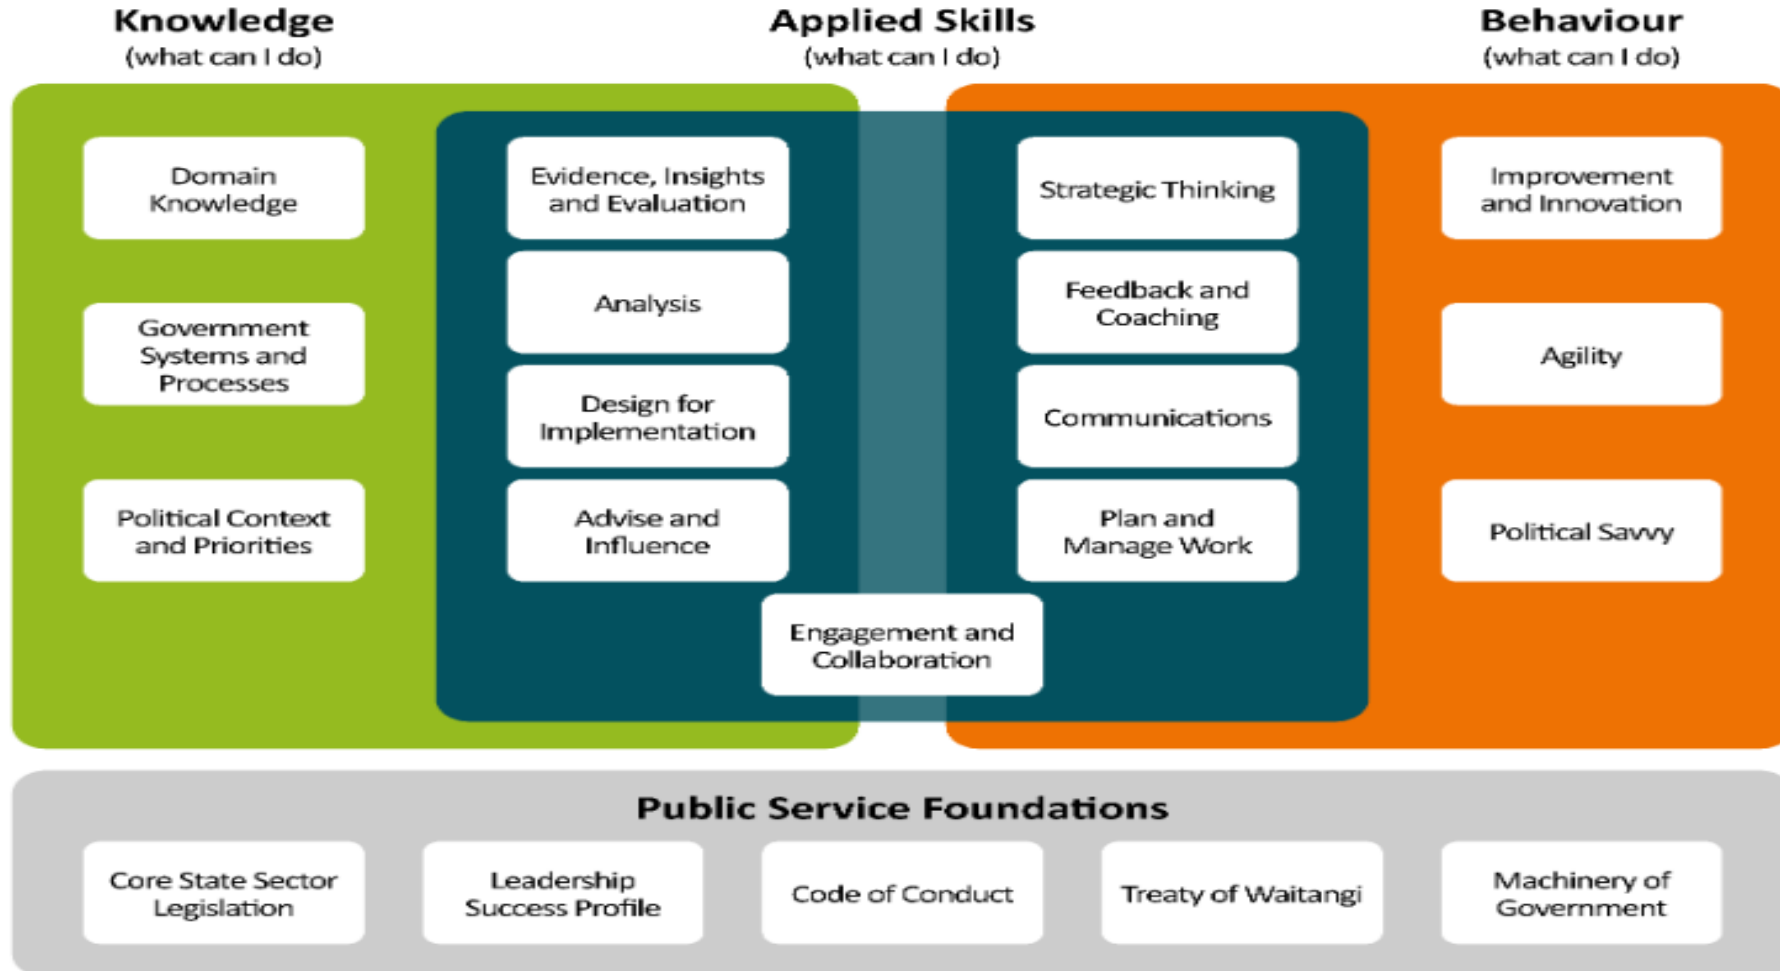 Knowledge
(what can I do)
Applied Skills
(what can I do)
Behaviour
(what can I do)
Domain
Knowledge
Government
Systems and
Processes
Political Context
and Priorities
Evidence, Insights
and Evaluation
Analysis
Design for
Implementation
Advise and
Influence
Strategic Thinking
Feedback and
Coaching
Communications
Plan and
Manage Work
Engagement and
Collaboration
Improvement
and Innovation
Agility
Political Savvy
Public Service Foundations
Core State Sector
Legislation
Leadership
Success Profile
Code of Conduct
Treaty of Waitangi
Machinery of
Government